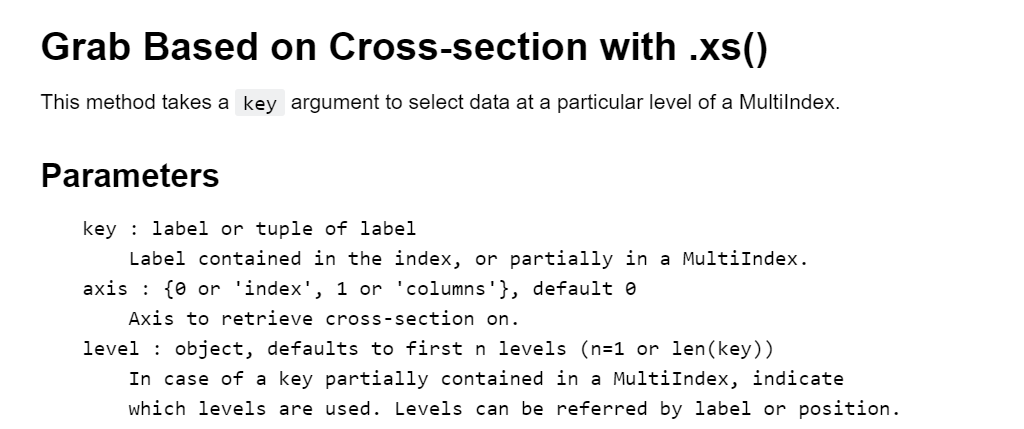 Grab Based on Cross-section with .xs()
This method takes a key argument to select data at a particular level of a MultiIndex.
Parameters
key : label or tuple of label
Label contained in the index, or partially in a MultiIndex.
axis : {0 or 'index', 1 or 'columns'}, default 0
Axis to retrieve cross-section on.
level : object, defaults to first n levels (n=1 or len(key))
In case of a key partially contained in a MultiIndex, indicate
which levels are used. Levels can be referred by label or position.